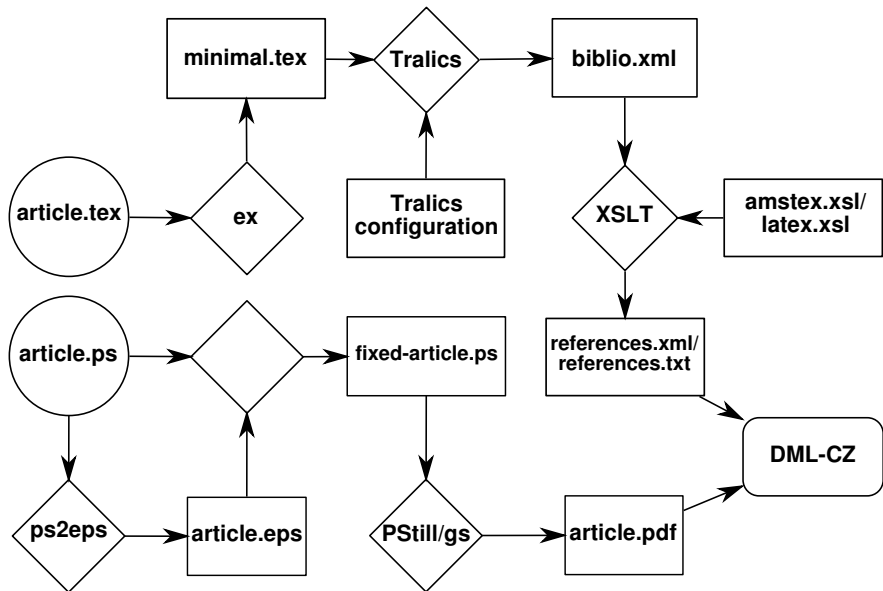 minimal.tex
Tralics
biblio.xml
article.tex
ex
Tralics
configuration
XSLT
amstex.xsl/
latex.xsl
article.ps
fixed-article.ps
references.xml/
references.txt
DML-CZ
ps2eps
article.eps
PStill/gs
article.pdf